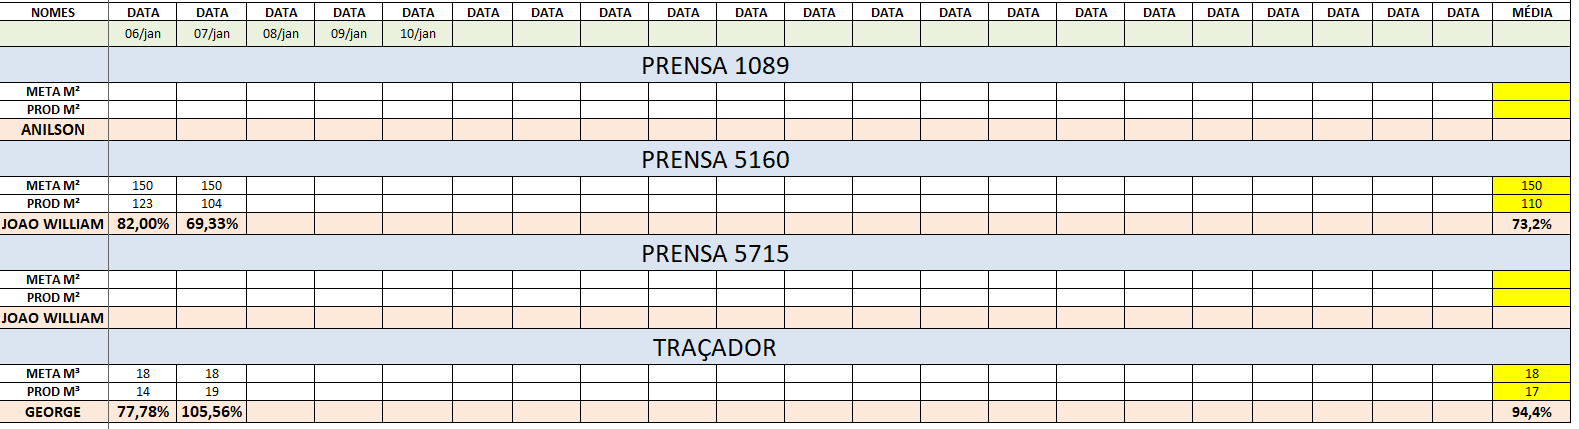 NOMES DATA DATA DATA DATA DATA DATA DATA DATA DATA DATA DATA DATA DATA DATA DATA DATA DATA DATA DATA DATA MÉDIA
06/jan 07/jan 08/jan 09/jan 10/jan
PRENSA 1089
META M²
PROD M²
ANILSON
PRENSA 5160
META M² 150 150 150
PROD M² 123 104 110
JOAO WILLIAM 82,00% 69,33% 73,2%
PRENSA 5715
META M²
PROD M²
JOAO WILLIAM
TRAÇADOR
META M³ 18 18 18
PROD M³ 14 19 17
GEORGE 77,78% 105,56% 94,4%